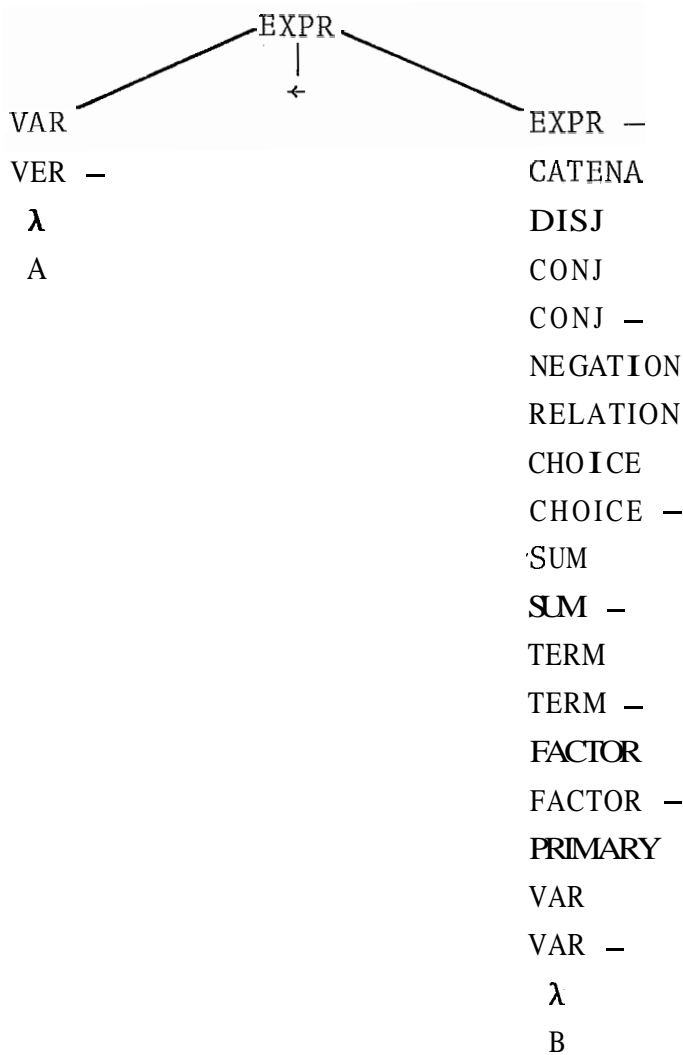 EXPR
←
VAR EXPR –
VER – CATENA
λ DISJ
A CONJ
CONJ –
NEGATION
RELATION
CHOICE
CHOICE –
SUM
SUM –
TERM
TERM –
FACTOR
FACTOR –
PRIMARY
VAR
VAR –
λ
B